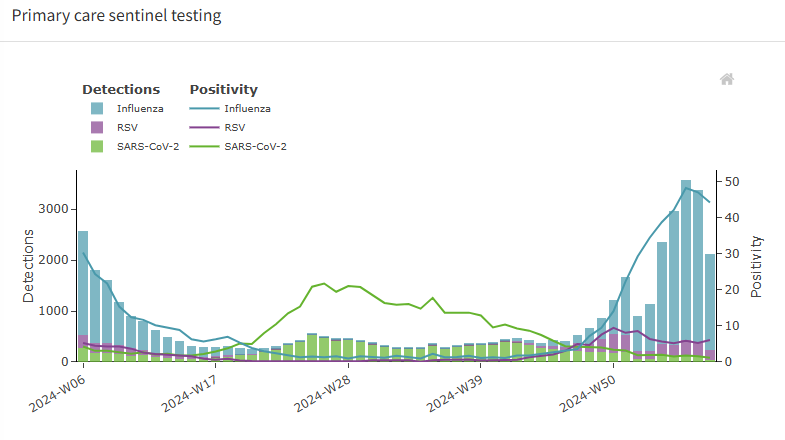 Primary care sentinel testing
Detections Positivity
Influenza Influenza
RSV RSV
SARS-CoV-2 SARS-CoV-2
50
3000
40
30
2000
20
1000
10
0 0
Detections
Positivity
2024-W06 2024-W17 2024-W28 2024-W39 2024-W50